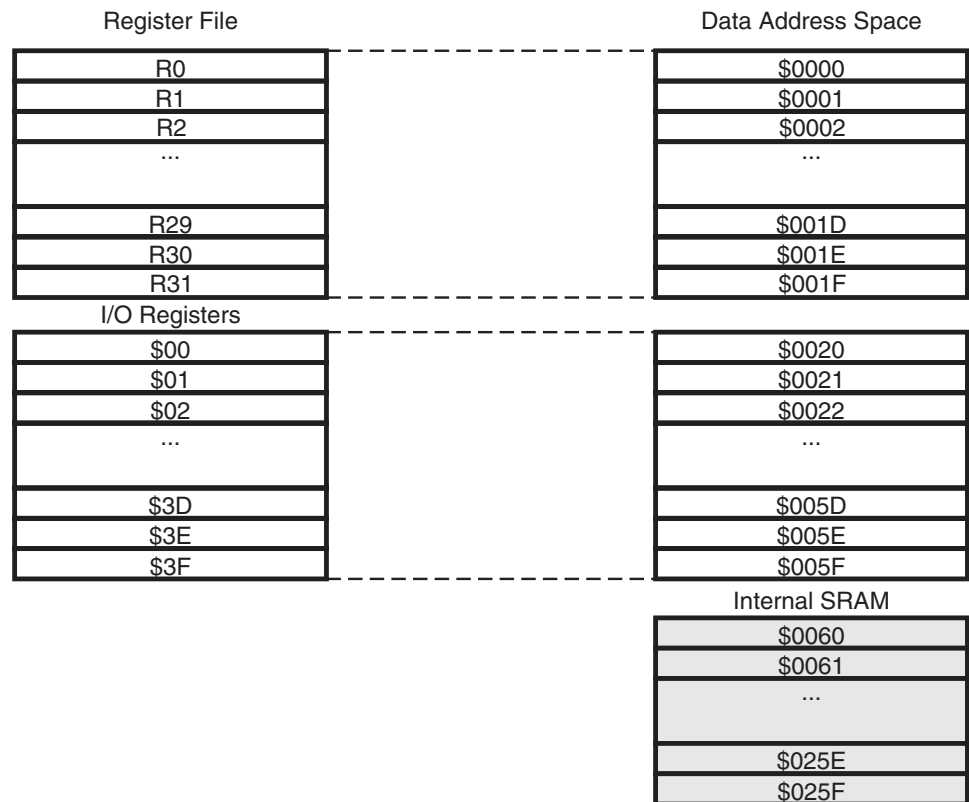 Register File Data Address Space
R0 $0000
R1 $0001
R2 $0002
... ...
R29 $001D
R30 $001E
R31 $001F
I/O Registers
$00 $0020
$01 $0021
$02 $0022
... ...
$3D $005D
$3E $005E
$3F $005F
Internal SRAM
$0060
$0061
...
$025E
$025F